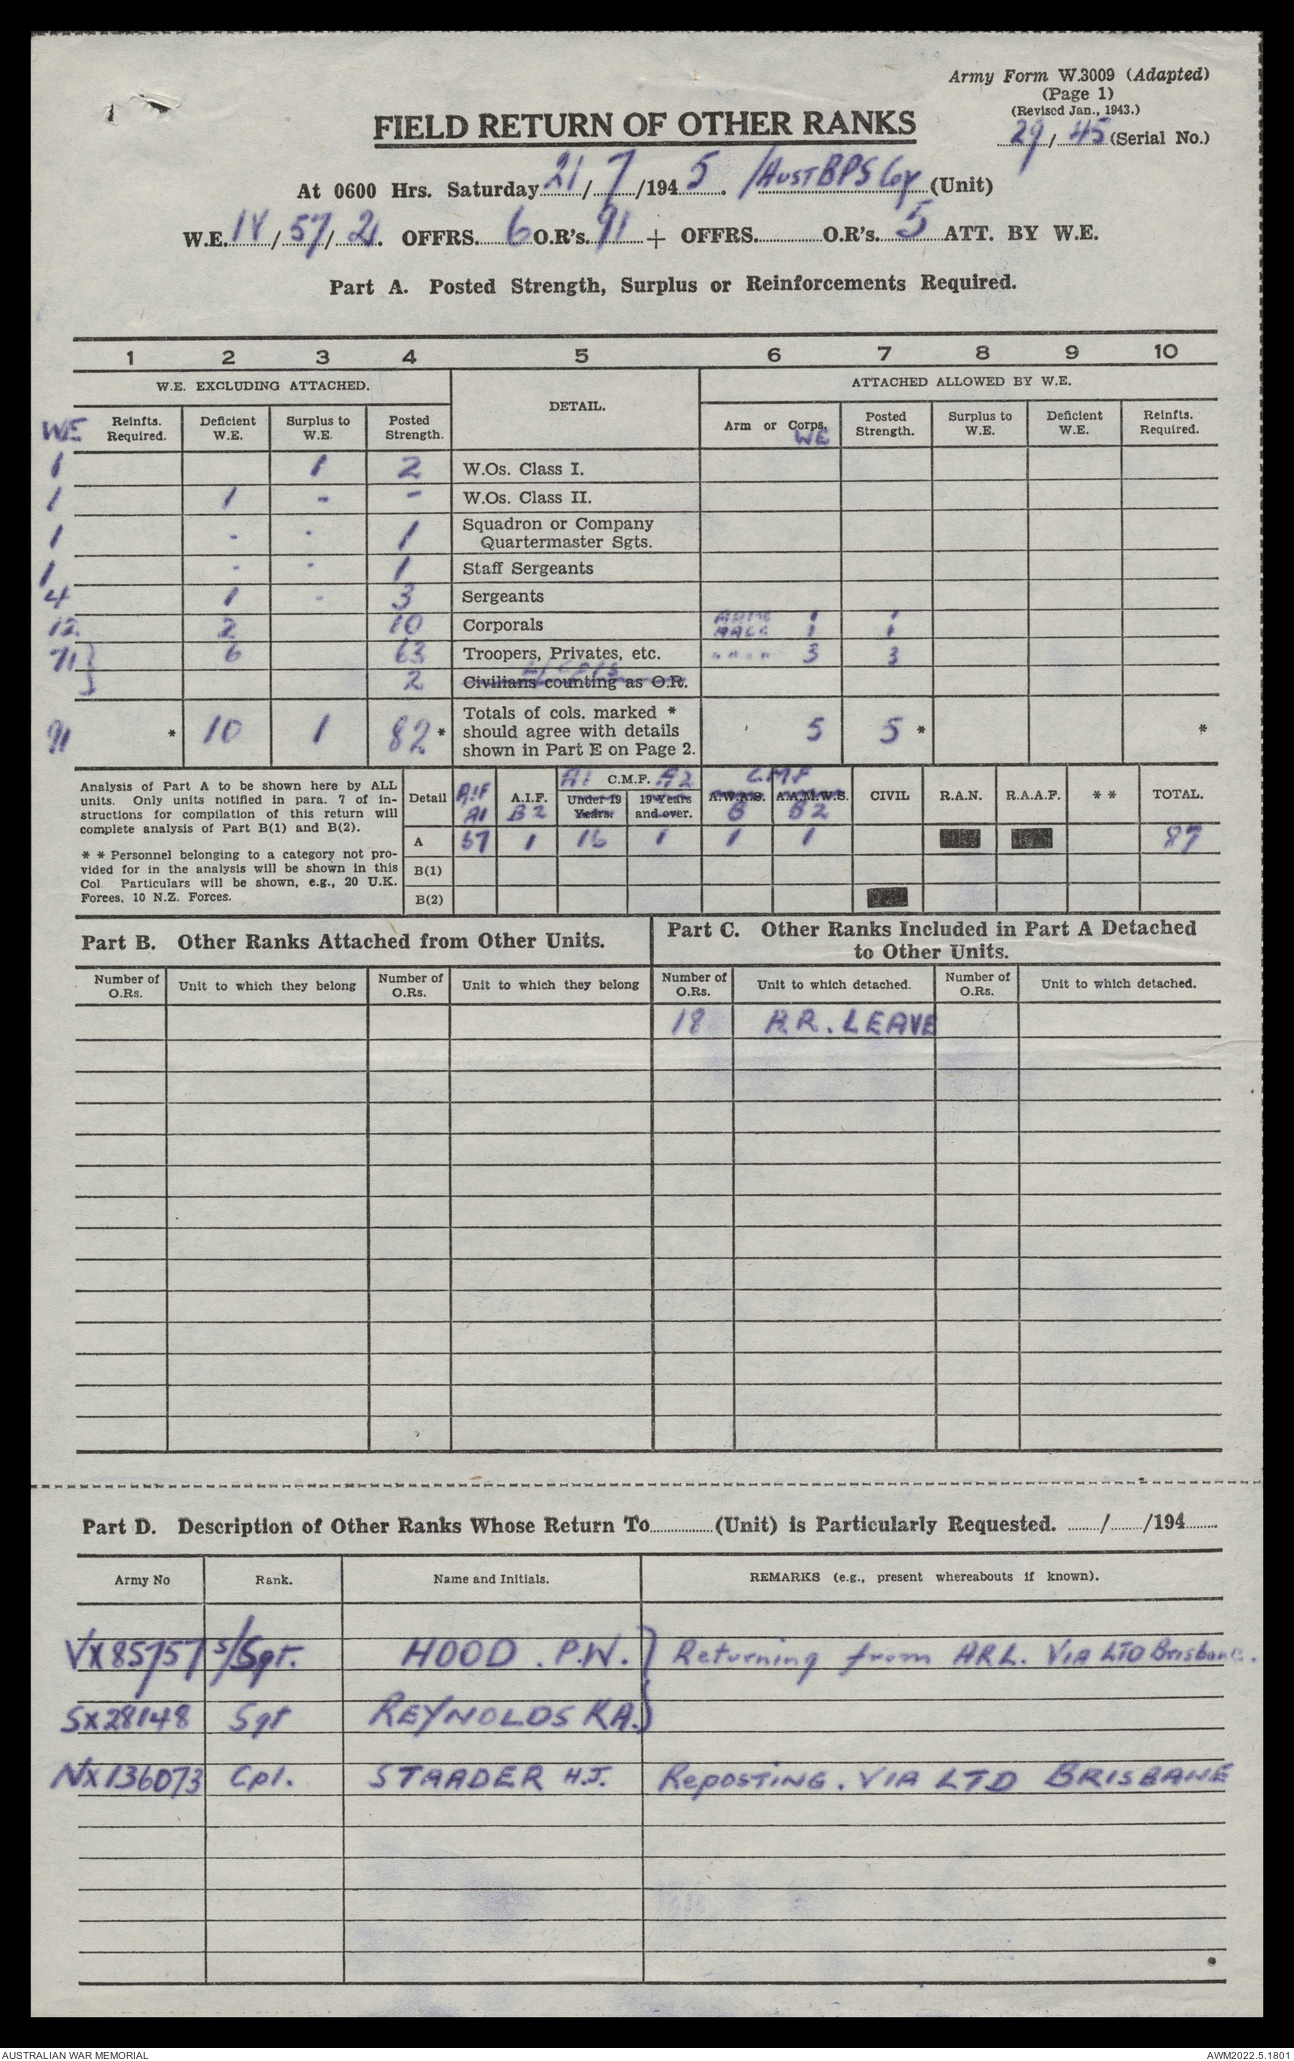 Army Form W.3009 (Adapted)
(Page 1)
(Revised Jan., 1943.)
29/45 (Serial No.)
FIELD RETURN OF OTHER RANKS
At 0600 Hrs. Saturday 21/7/1945. 1 Aust BPS Coy (Unit)
W.E. IV/57/2. OFFRS. 6 O.R's. 91 + OFFRS. O.R's. 5 ATT. BY W.E.
Part A. Posted Strength, Surplus or Reinforcements Required.
1 2 3 4 5 6 7 8 9 10
W.E. EXCLUDING ATTACHED. DETAIL. ATTACHED ALLOWED BY W.E.
WE Reinfts. Required. Deficient W.E. Surplus to W.E. Posted Strength. Arm or Corps. WE Posted Strength. Surplus to W.E. Deficient W.E. Reinfts. Required.
1 1 2 W.Os. Class I.
1 1 - - W.Os. Class II.
1 - - 1 Squadron or Company Quartermaster Sgts.
1 - - 1 Staff Sergeants
4 1 - 3 Sergeants
12 2 10 Corporals AAMC 1 1
AACC 1 1
71 6 63 Troopers, Privates, etc. " " " " 3 3
2 Civilians counting as O.R. L/Cpls
91 * 10 1 82 * Totals of cols. marked * should agree with details shown in Part E on Page 2. 5 5 * *
Analysis of Part A to be shown here by ALL
units. Only units notified in para. 7 of in-
structions for compilation of this return will
complete analysis of Part B(1) and B(2).
* * Personnel belonging to a category not pro-
vided for in the analysis will be shown in this
Col Particulars will be shown, e.g., 20 U.K.
Forces, 10 N.Z. Forces.
Detail AIF A1 A.I.F. B2 A1 C.M.F. A2 Under 19 Years. 19 Years and over. C.M.F A.W.A.S. B A.A.M.W.S. B2 CIVIL R.A.N. R.A.A.F. * * TOTAL.
A 67 1 16 1 1 1 87
B(1)
B(2)
Part B. Other Ranks Attached from Other Units.
Part C. Other Ranks Included in Part A Detached
to Other Units.
Number of O.Rs. Unit to which they belong Number of O.Rs. Unit to which they belong Number of O.Rs. Unit to which detached. Number of O.Rs. Unit to which detached.
18 R.R. LEAVE
Part D. Description of Other Ranks Whose Return To (Unit) is Particularly Requested. / /194
Army No Rank. Name and Initials. REMARKS (e.g., present whereabouts if known).
VX85757 S/Sgt. HOOD. P.W. } Returning from ARL. VIA LTD Brisbane.
SX28148 Sgt REYNOLDS K.A. }
NX136073 Cpl. STAADER H.J. Reposting. VIA LTD BRISBANE
AUSTRALIAN WAR MEMORIAL
AWM2022.5.1801